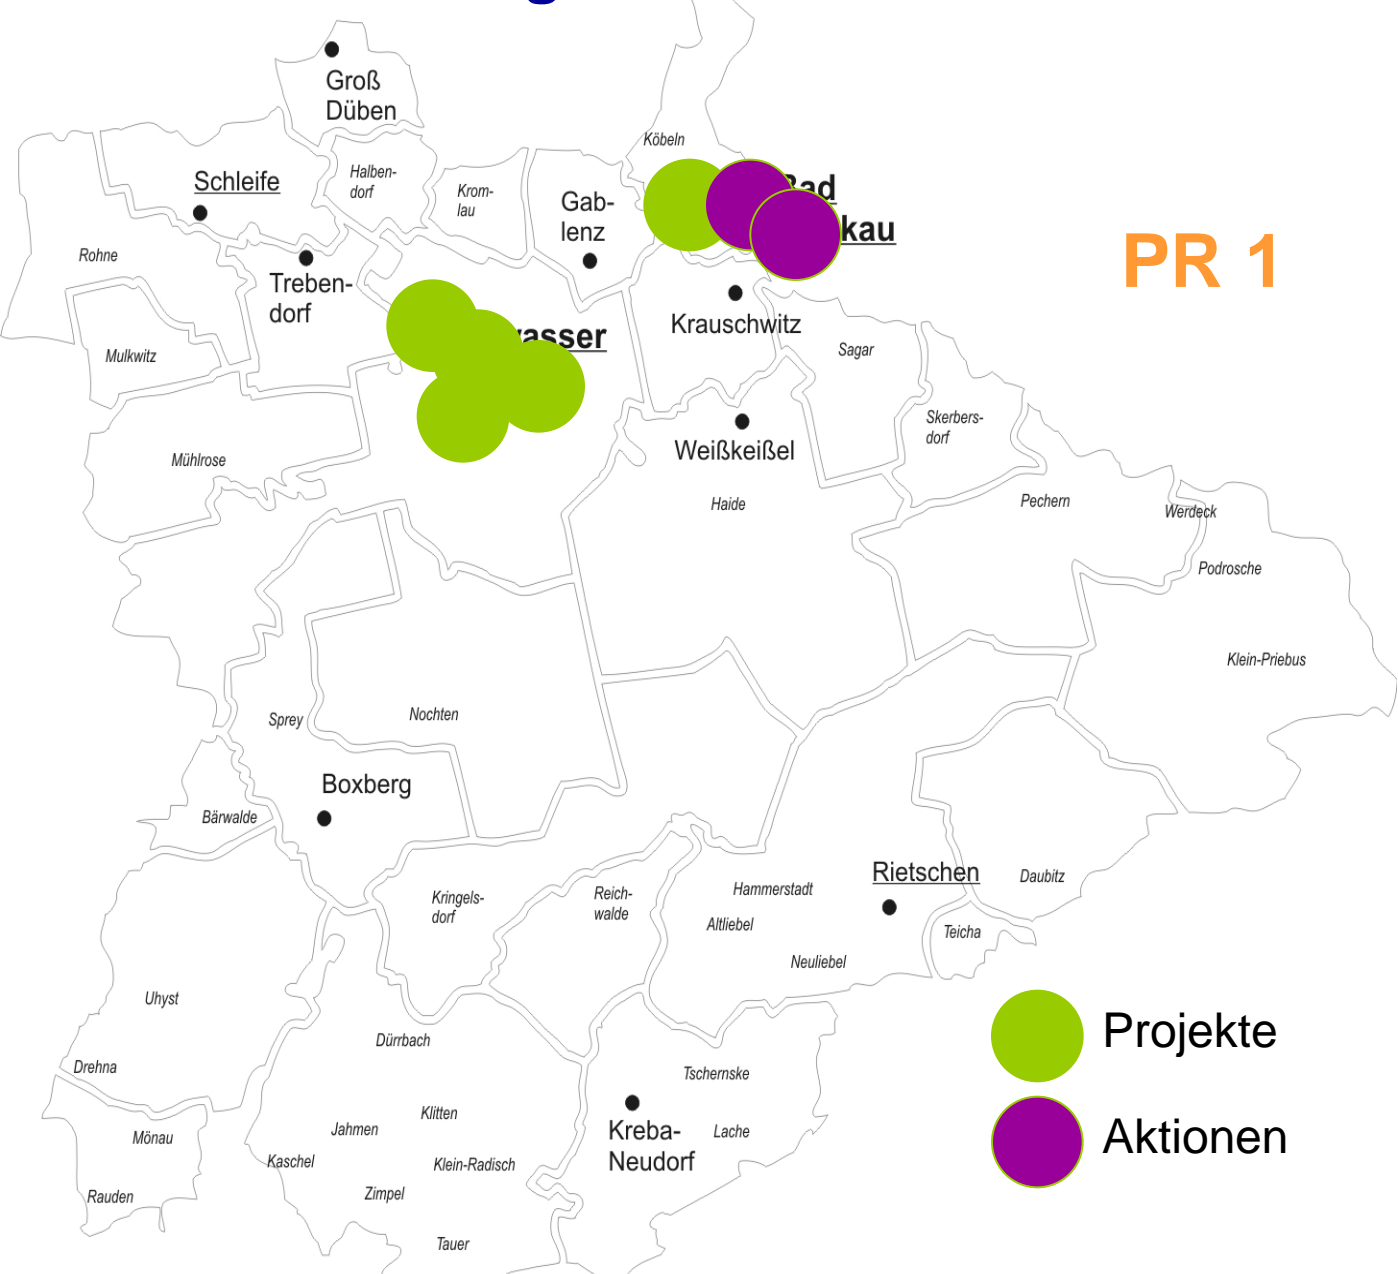 Groß
Düben
Köbeln
Schleife
Halben-
dorf
Krom-
lau
Gab-
lenz
Bad
kau
PR 1
Rohne
Treben-
dorf
Krauschwitz
wasser
Mulkwitz
Sagar
Skerbers-
dorf
Weißkeißel
Mühlrose
Haide
Pechern
Werdeck
Podrosche
Klein-Priebus
Sprey
Nochten
Boxberg
Bärwalde
Rietschen
Daubitz
Hammerstadt
Kringels-
dorf
Reich-
walde
Altliebel
Teicha
Neuliebel
Uhyst
Projekte
Dürrbach
Drehna
Tschernske
Klitten
Jahmen
Kreba-
Neudorf
Lache
Aktionen
Mönau
Kaschel
Klein-Radisch
Zimpel
Rauden
Tauer